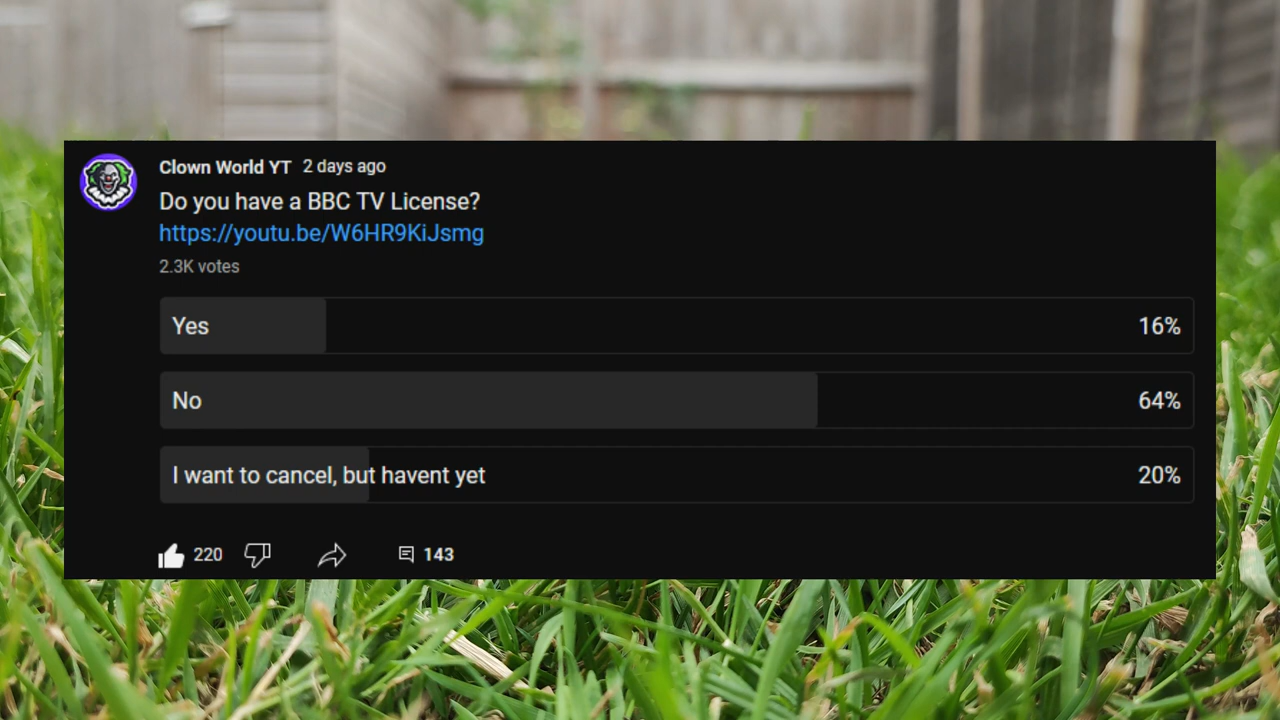 Clown World YT 2 days ago
Do you have a BBC TV License?
https://youtu.be/W6HR9KiJsmg
2.3K votes
Yes 16%
No 64%
I want to cancel, but havent yet 20%
220 143